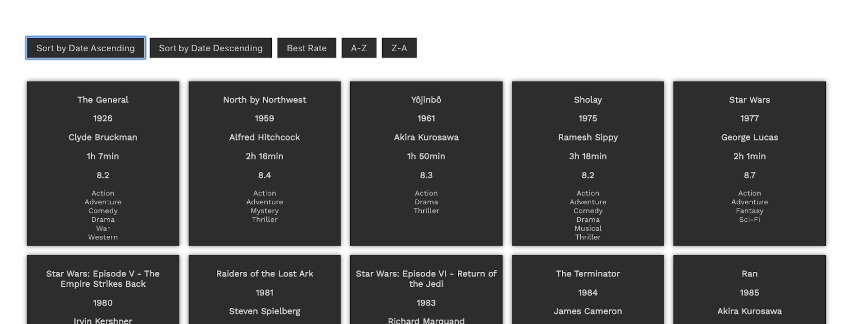 Sort by Date Ascending Sort by Date Descending Best Rate A-Z Z-A
The General
1926
Clyde Bruckman
1h 7min
8.2
Action
Adventure
Comedy
Drama
War
Western
North by Northwest
1959
Alfred Hitchcock
2h 16min
8.4
Action
Adventure
Mystery
Thriller
Yôjinbô
1961
Akira Kurosawa
1h 50min
8.3
Action
Drama
Thriller
Sholay
1975
Ramesh Sippy
3h 18min
8.2
Action
Adventure
Comedy
Drama
Musical
Thriller
Star Wars
1977
George Lucas
2h 1min
8.7
Action
Adventure
Fantasy
Sci-Fi
Star Wars: Episode V - The
Empire Strikes Back
1980
Irvin Kershner
Raiders of the Lost Ark
1981
Steven Spielberg
Star Wars: Episode VI - Return of
the Jedi
1983
Richard Marquand
The Terminator
1984
James Cameron
Ran
1985
Akira Kurosawa